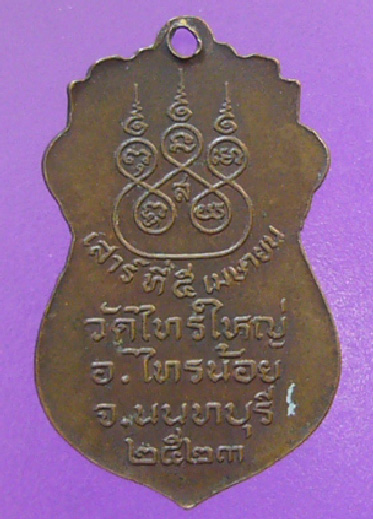 ส
เสาร์ที่ ๕ เมษายน
วัดไทรใหญ่
อ.ไทรน้อย
จ.นนทบุรี
๒๕๒๓